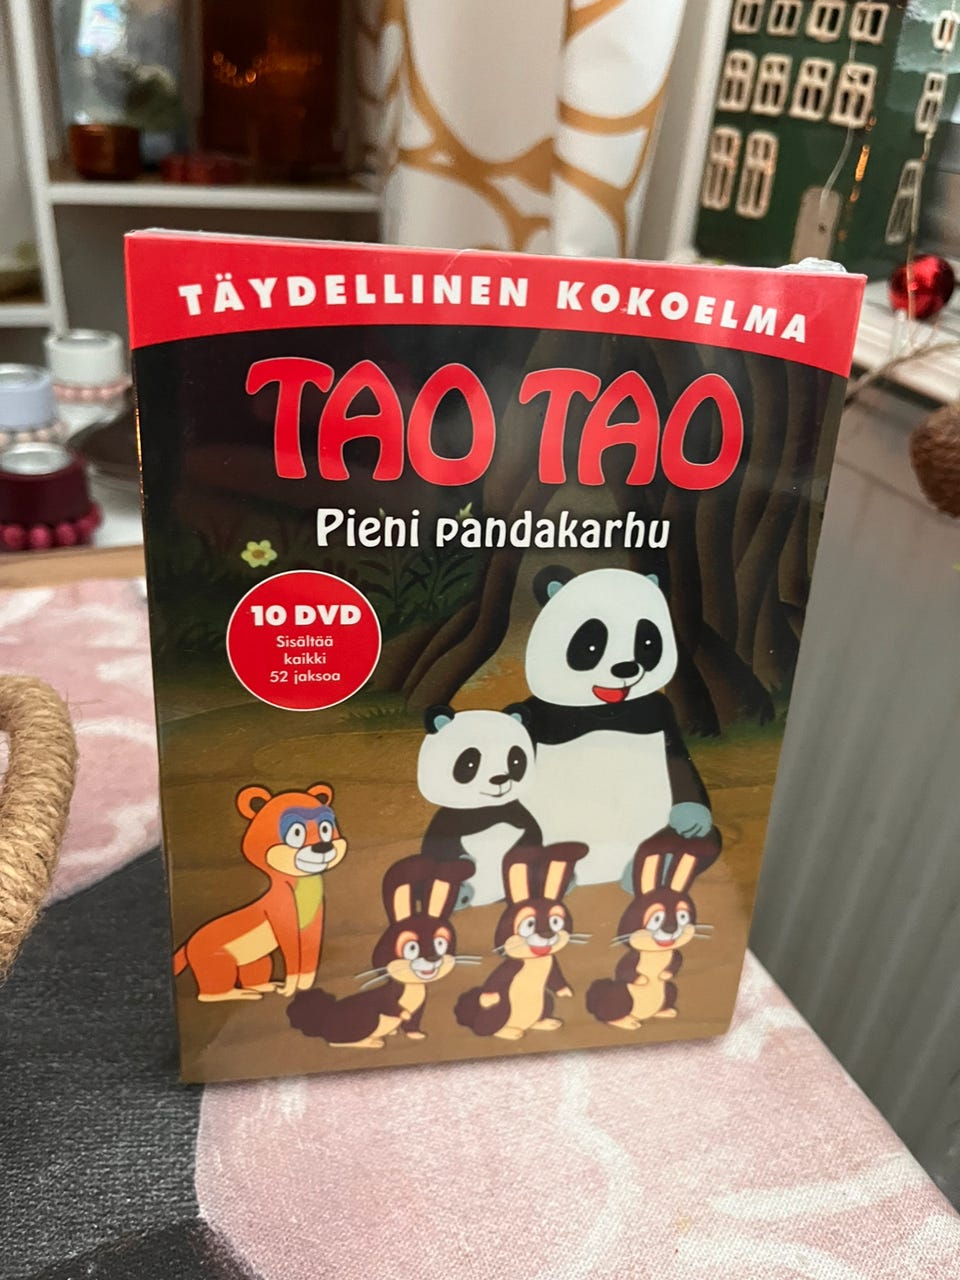 TÄYDELLINEN KOKOELMA
TAO TAO
Pieni pandakarhu
10 DVD
Sisältää
kaikki
52 jaksoa